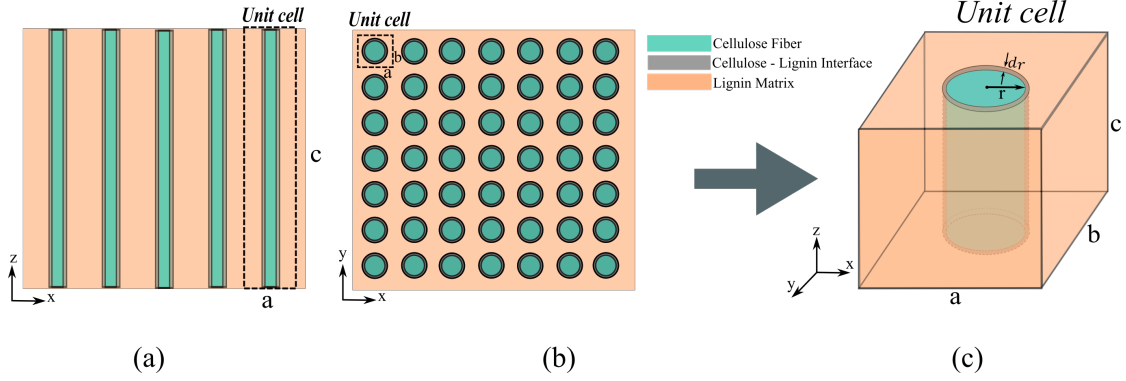 Unit cell
z
x
a
c
(a)
Unit cell
b
a
y
x
(b)
Cellulose Fiber
Cellulose - Lignin Interface
Lignin Matrix
Unit cell
dr
r
c
b
a
z
x
y
(c)